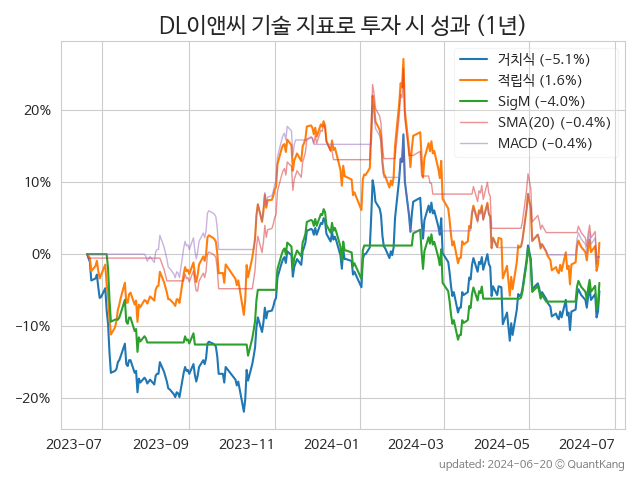 DL이앤씨 기술 지표로 투자 시 성과 (1년)
거치식 (−5.1%)
적립식 (1.6%)
SigM (−4.0%)
SMA(20) (−0.4%)
MACD (−0.4%)
20%
10%
0%
−10%
−20%
2023-07
2023-09
2023-11
2024-01
2024-03
2024-05
2024-07
updated: 2024-06-20 © QuantKang